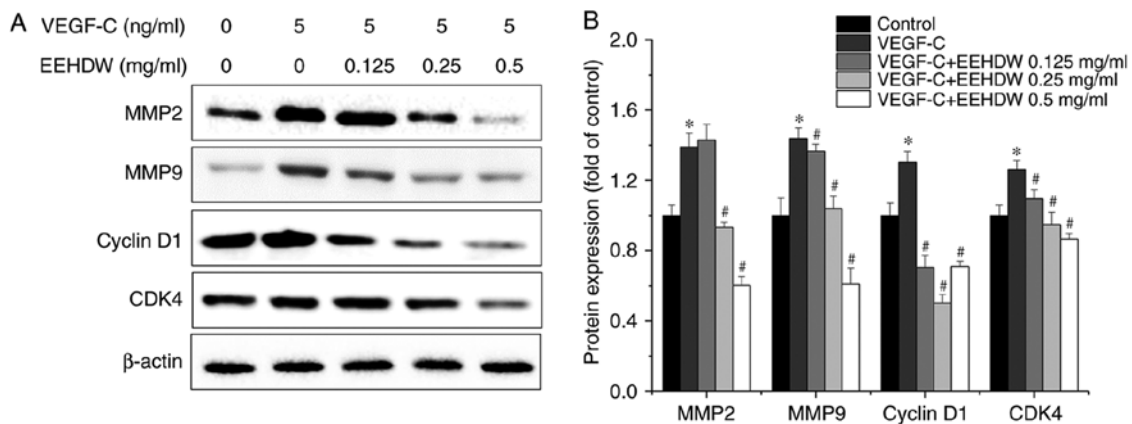 A
VEGF-C (ng/ml) 0 5 5 5 5
EEHDW (mg/ml) 0 0 0.125 0.25 0.5
MMP2
MMP9
Cyclin D1
CDK4
β-actin
B
Control
VEGF-C
VEGF-C+EEHDW 0.125 mg/ml
VEGF-C+EEHDW 0.25 mg/ml
VEGF-C+EEHDW 0.5 mg/ml
Protein expression (fold of control)
2.0
1.6
1.2
0.8
0.4
0.0
* # #
* # # #
* # # #
* # # #
MMP2 MMP9 Cyclin D1 CDK4